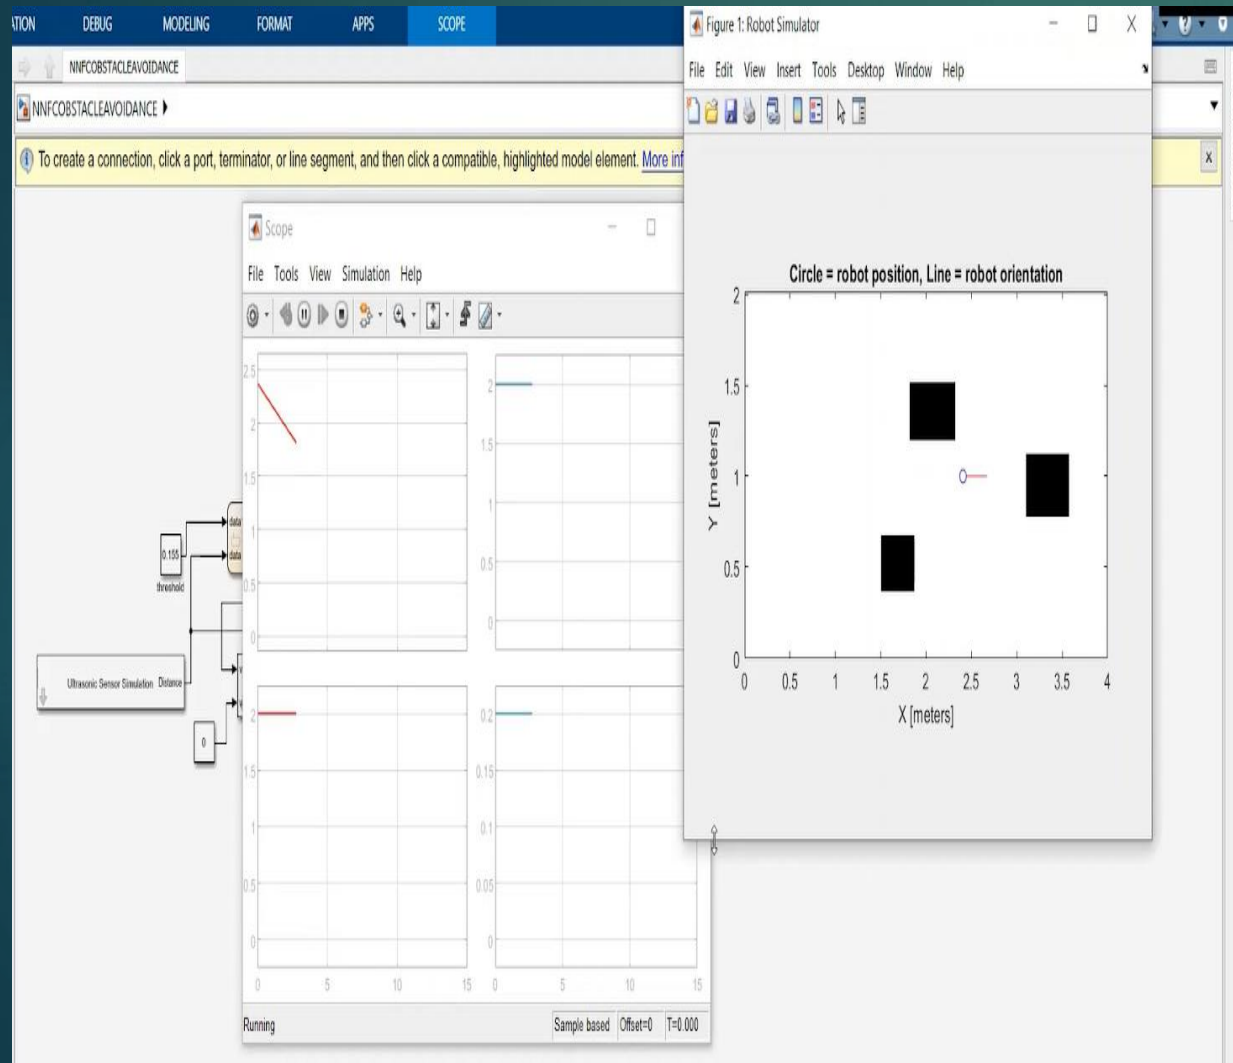 ATION DEBUG MODELING FORMAT APPS SCOPE
NNFCOBSTACLEAVOIDANCE
NNFCOBSTACLEAVOIDANCE
To create a connection, click a port, terminator, or line segment, and then click a compatible, highlighted model element. More inf
Scope
File Tools View Simulation Help
2.5
2
1.5
1
0.5
0
2
1.5
1
0.5
0
2
1.5
1
0.5
0
0 5 10 15
0.2
0.15
0.1
0.05
0
0 5 10 15
Running Sample based Offset=0 T=0.000
data
data
0.155
threshold
Ultrasonic Sensor Simulation Distance
0
Figure 1: Robot Simulator
File Edit View Insert Tools Desktop Window Help
Circle = robot position, Line = robot orientation
2
1.5
1
0.5
0
Y [meters]
0 0.5 1 1.5 2 2.5 3 3.5 4
X [meters]